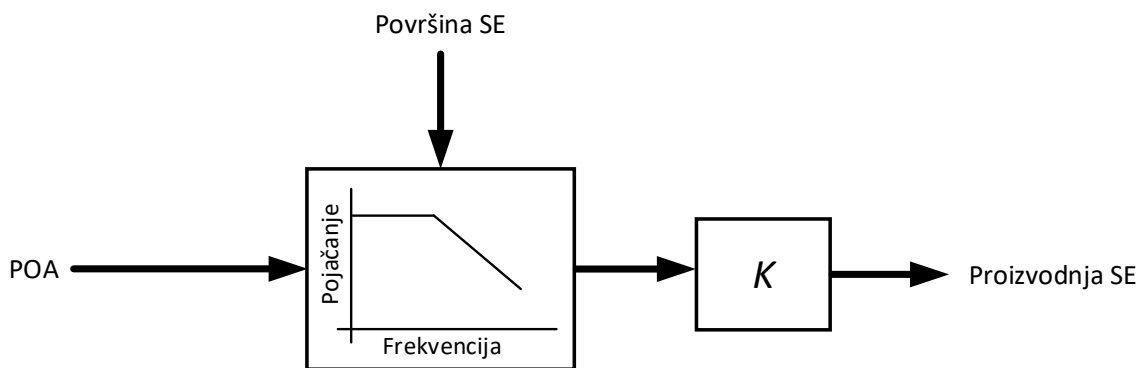 Površina SE
POA
Pojačanje
Frekvencija
K
Proizvodnja SE